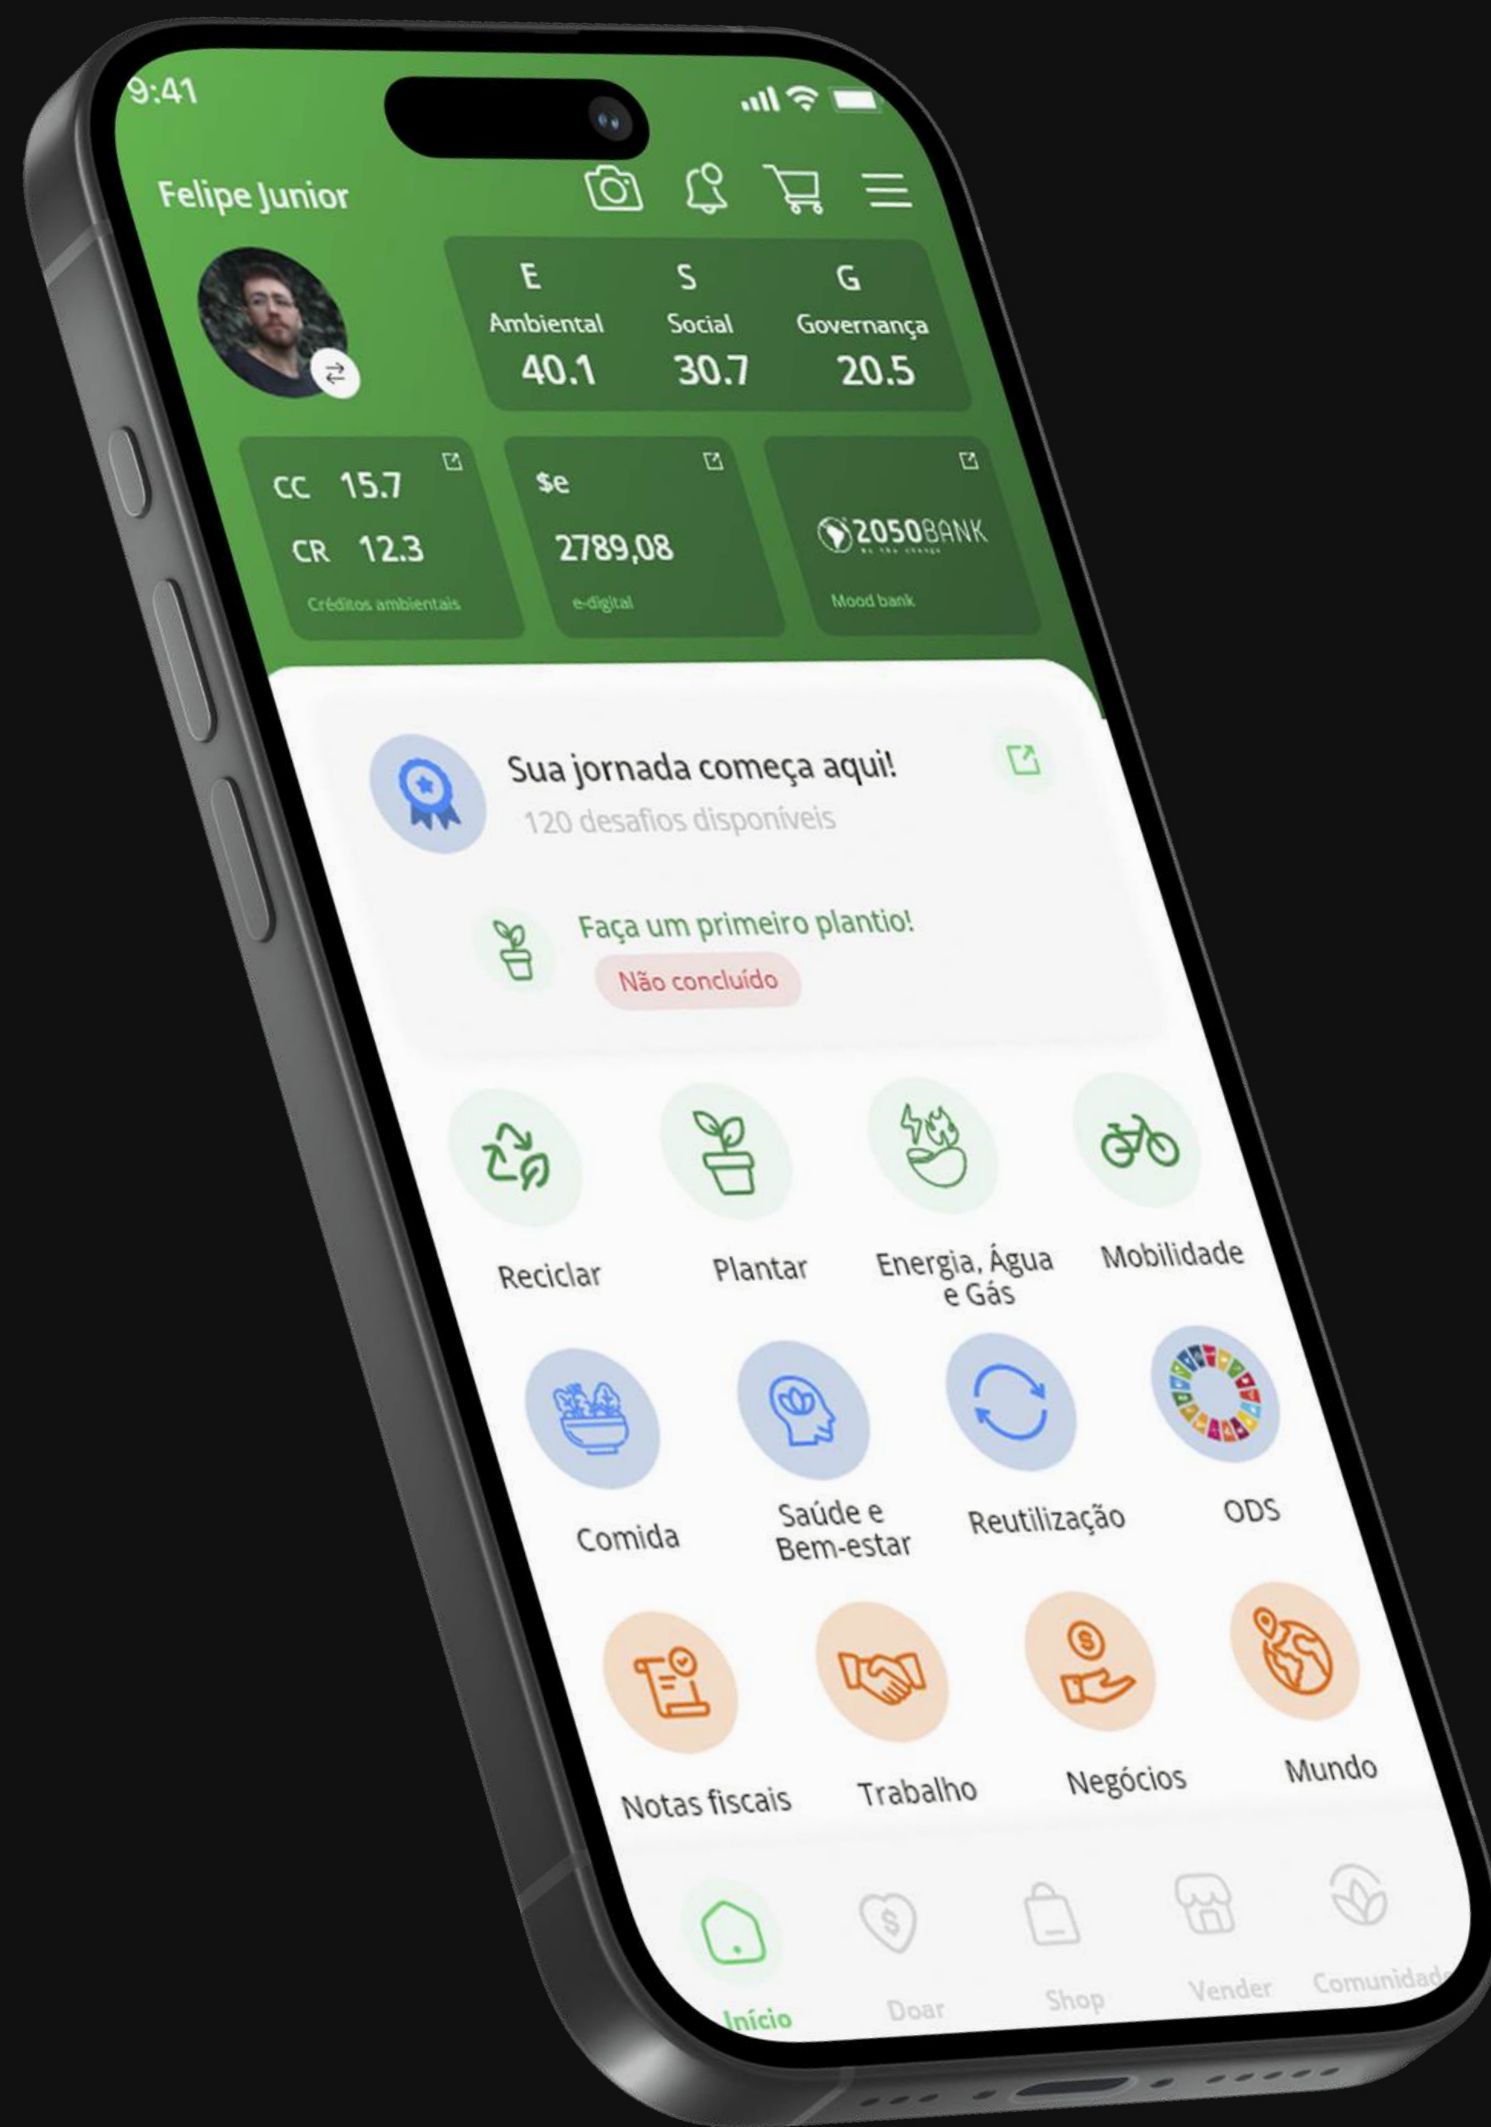 9:41
Felipe Junior
E S G
Ambiental Social Governança
40.1 30.7 20.5
CC 15.7
CR 12.3
Créditos ambientais
$e
2789,08
e-digital
2050BANK
Be the change
Mood bank
Sua jornada começa aqui!
120 desafios disponíveis
Faça um primeiro plantio!
Não concluído
Reciclar
Plantar
Energia, Água
e Gás
Mobilidade
Comida
Saúde e
Bem-estar
Reutilização
ODS
Notas fiscais
Trabalho
Negócios
Mundo
Início
Doar
Shop
Vender
Comunidade